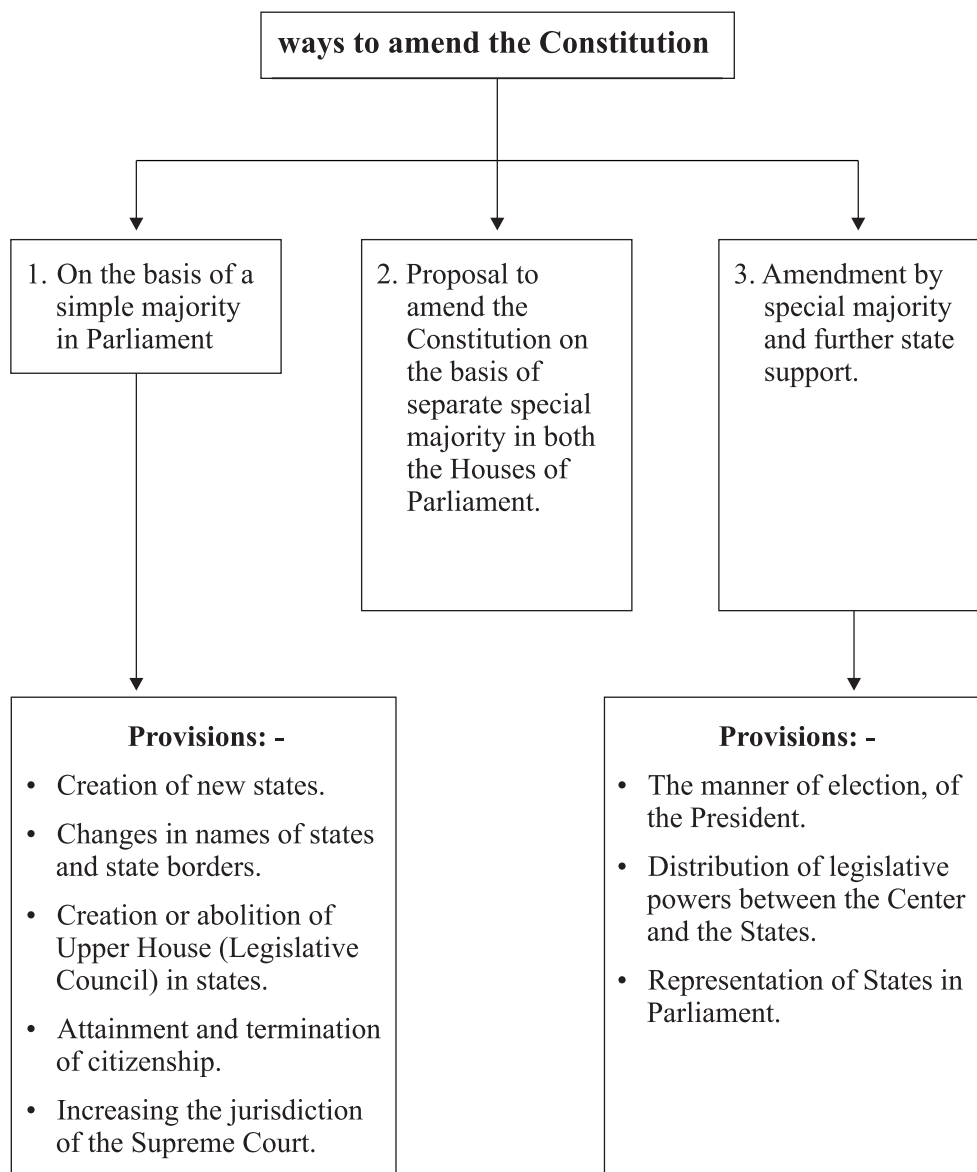 ways to amend the Constitution
1. On the basis of a
simple majority
in Parliament
2. Proposal to
amend the
Constitution on
the basis of
separate special
majority in both
the Houses of
Parliament.
3. Amendment by
special majority
and further state
support.
Provisions: -
• Creation of new states.
• Changes in names of states
and state borders.
• Creation or abolition of
Upper House (Legislative
Council) in states.
• Attainment and termination
of citizenship.
• Increasing the jurisdiction
of the Supreme Court.
Provisions: -
• The manner of election, of
the President.
• Distribution of legislative
powers between the Center
and the States.
• Representation of States in
Parliament.